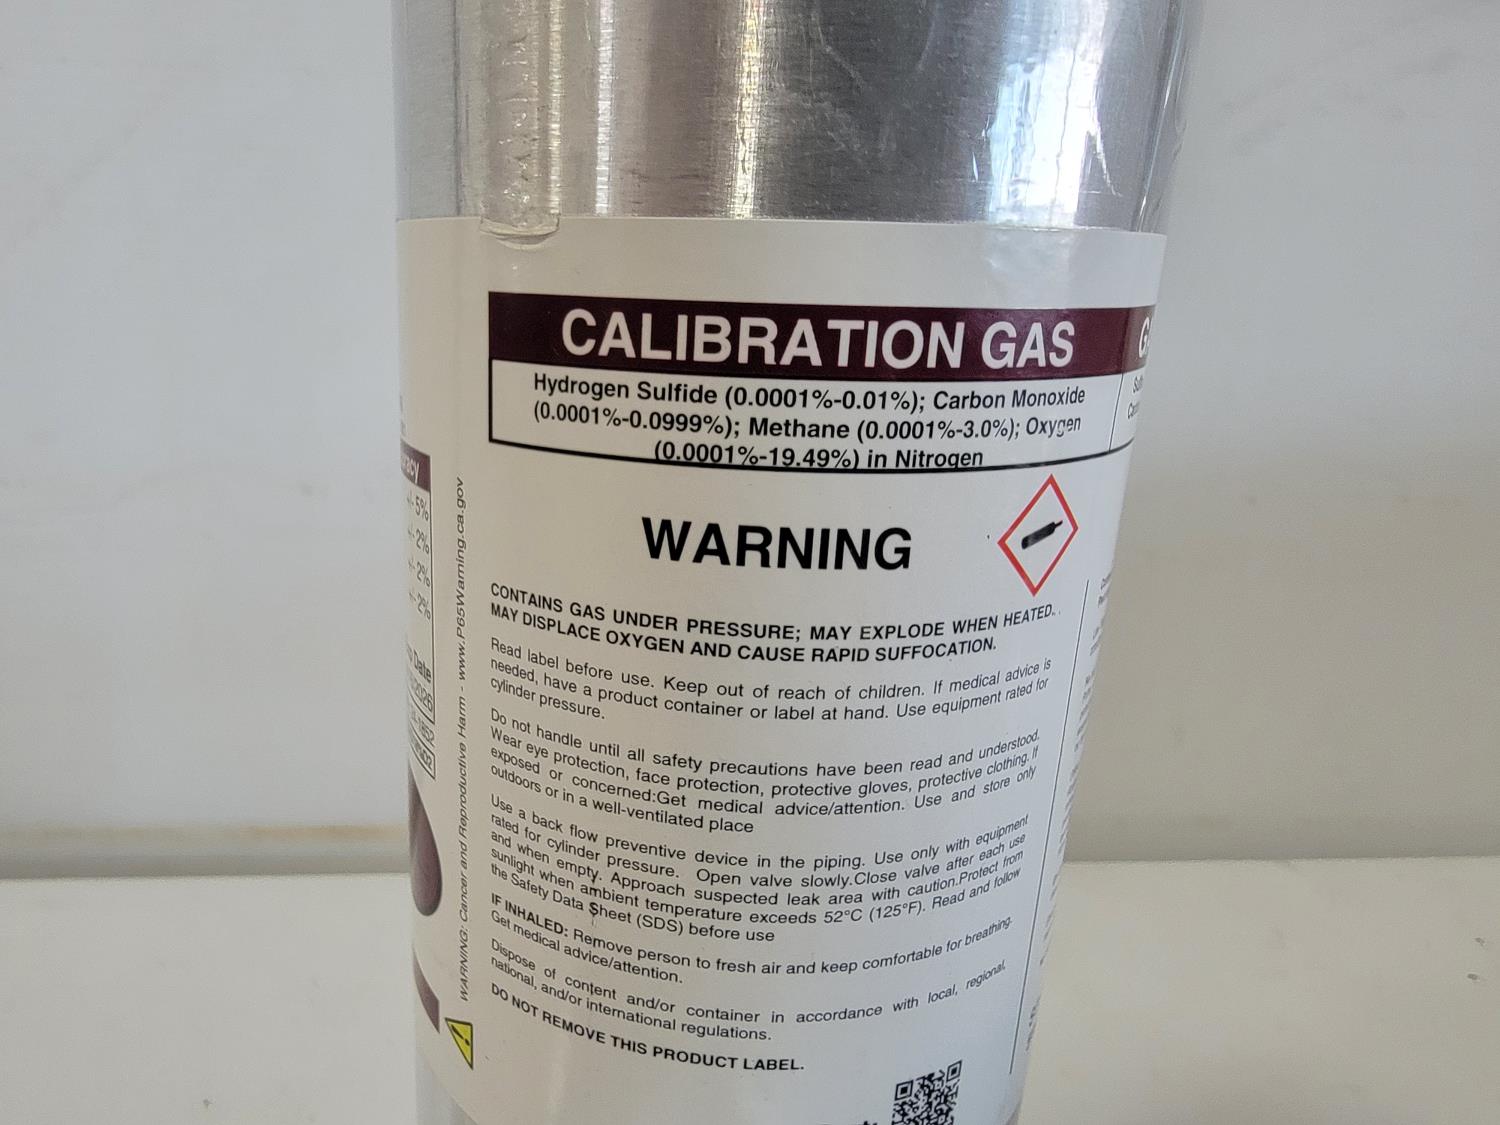 CALIBRATION GAS
Hydrogen Sulfide (0.0001%-0.01%); Carbon Monoxide
(0.0001%-0.0999%); Methane (0.0001%-3.0%); Oxygen
(0.0001%-19.49%) in Nitrogen
WARNING
CONTAINS GAS UNDER PRESSURE; MAY EXPLODE WHEN HEATED.
MAY DISPLACE OXYGEN AND CAUSE RAPID SUFFOCATION.
Read label before use. Keep out of reach of children. If medical advice is
needed, have a product container or label at hand. Use equipment rated for
cylinder pressure.
Do not handle until all safety precautions have been read and understood.
Wear eye protection, face protection, protective gloves, protective clothing. If
exposed or concerned:Get medical advice/attention. Use and store only
outdoors or in a well-ventilated place
Use a back flow preventive device in the piping. Use only with equipment
rated for cylinder pressure. Open valve slowly.Close valve after each use
and when empty. Approach suspected leak area with caution.Protect from
sunlight when ambient temperature exceeds 52°C (125°F). Read and follow
the Safety Data Sheet (SDS) before use
IF INHALED: Remove person to fresh air and keep comfortable for breathing.
Get medical advice/attention.
Dispose of content and/or container in accordance with local, regional,
national, and/or international regulations.
DO NOT REMOVE THIS PRODUCT LABEL.
WARNING: Cancer and Reproductive Harm - www.P65Warning.ca.gov
+/- 5%
+/- 2%
+/- 2%
+/- 2%
Date